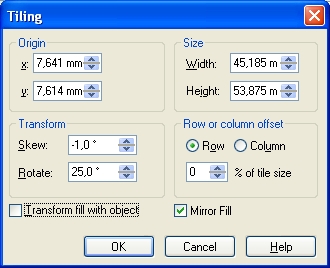 Tiling
Origin
x: 7,641 mm
y: 7,614 mm
Size
Width: 45,185 m
Height: 53,875 m
Transform
Skew: -1,0 °
Rotate: 25,0 °
Row or column offset
Row Column
0 % of tile size
Transform fill with object
Mirror Fill
OK Cancel Help